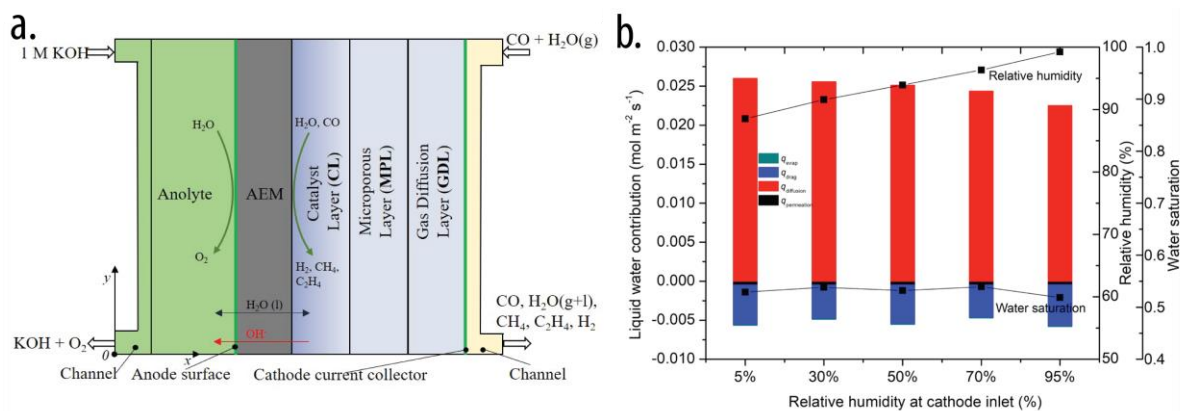 a.
1 M KOH
CO + H₂O(g)
H₂O
H₂O, CO
Anolyte
AEM
Catalyst
Layer (CL)
Microporous
Layer (MPL)
Gas Diffusion
Layer (GDL)
O₂
H₂, CH₄,
C₂H₄
y
H₂O (l)
OH⁻
CO, H₂O(g+l),
CH₄, C₂H₄, H₂
KOH + O₂
0
x
Channel
Anode surface
Cathode current collector
Channel
b.
Liquid water contribution (mol m⁻² s⁻¹)
0.030
0.025
0.020
0.015
0.010
0.005
0.000
-0.005
-0.010
Relative humidity
q evap
q drag
q diffusion
q permeation
Water saturation
100
90
80
70
60
50
Relative humidity (%)
1.0
0.9
0.8
0.7
0.6
0.5
0.4
Water saturation
5%
30%
50%
70%
95%
Relative humidity at cathode inlet (%)